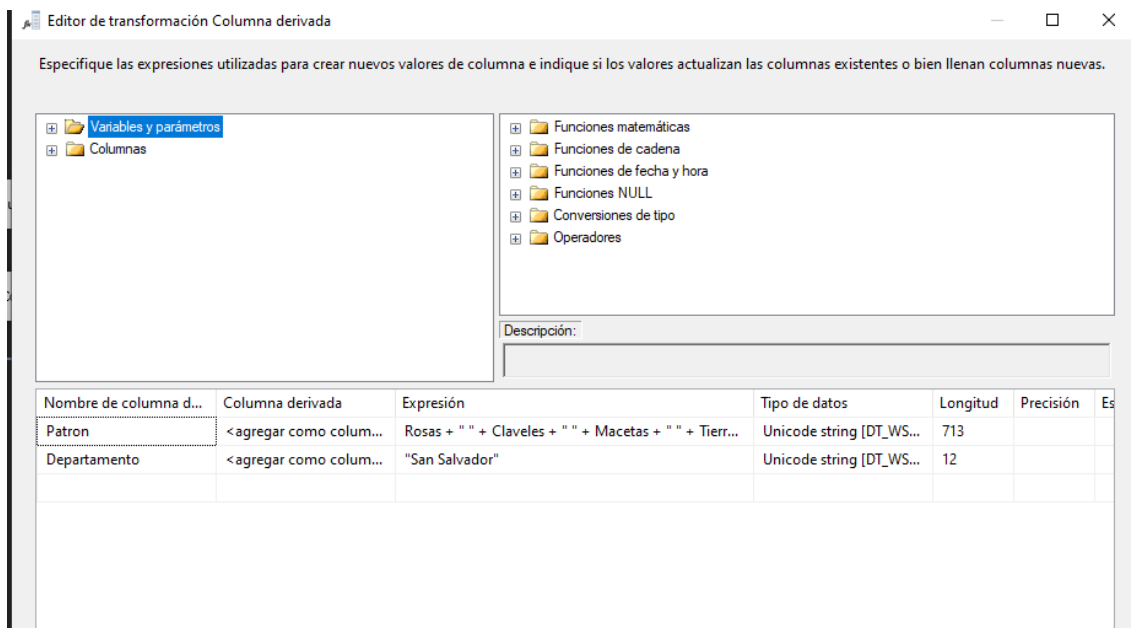 Editor de transformación Columna derivada
Especifique las expresiones utilizadas para crear nuevos valores de columna e indique si los valores actualizan las columnas existentes o bien llenan columnas nuevas.
Variables y parámetros
Columnas
Funciones matemáticas
Funciones de cadena
Funciones de fecha y hora
Funciones NULL
Conversiones de tipo
Operadores
Descripción:
Nombre de columna d... Columna derivada Expresión Tipo de datos Longitud Precisión Es
Patron <agregar como colum... Rosas + " " + Claveles + " " + Macetas + " " + Tierr... Unicode string [DT_WS... 713
Departamento <agregar como colum... "San Salvador" Unicode string [DT_WS... 12